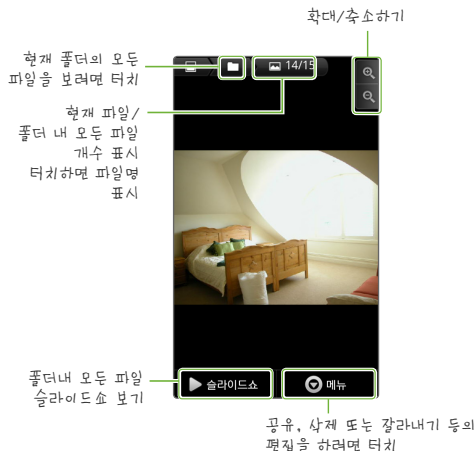 확대/축소하기
현재 폴더의 모든
파일을 보려면 터치
14/15
현재 파일/
폴더 내 모든 파일
개수 표시
터치하면 파일명
표시
폴더내 모든 파일
슬라이드쇼 보기
슬라이드쇼
메뉴
공유, 삭제 또는 잘라내기 등의
편집을 하려면 터치